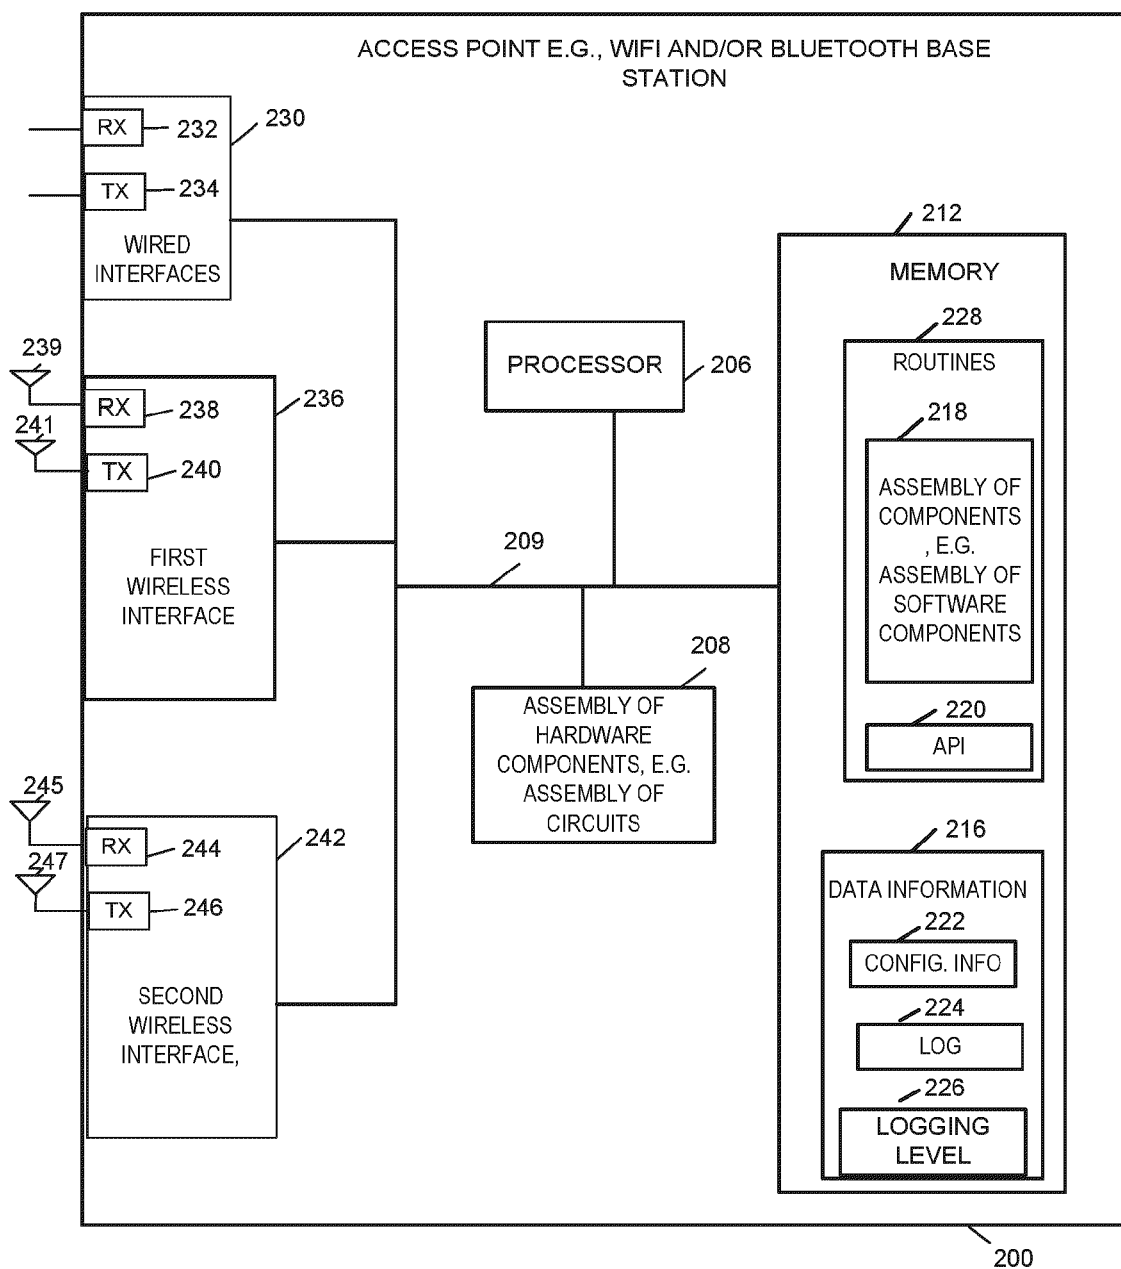 ACCESS POINT E.G., WIFI AND/OR BLUETOOTH BASE
STATION
RX
232
230
TX
234
WIRED
INTERFACES
239
RX
238
236
241
TX
240
FIRST
WIRELESS
INTERFACE
245
RX
244
242
247
TX
246
SECOND
WIRELESS
INTERFACE,
PROCESSOR
206
209
208
ASSEMBLY OF
HARDWARE
COMPONENTS, E.G.
ASSEMBLY OF
CIRCUITS
212
MEMORY
228
ROUTINES
218
ASSEMBLY OF
COMPONENTS
, E.G.
ASSEMBLY OF
SOFTWARE
COMPONENTS
220
API
216
DATA INFORMATION
222
CONFIG. INFO
224
LOG
226
LOGGING
LEVEL
200